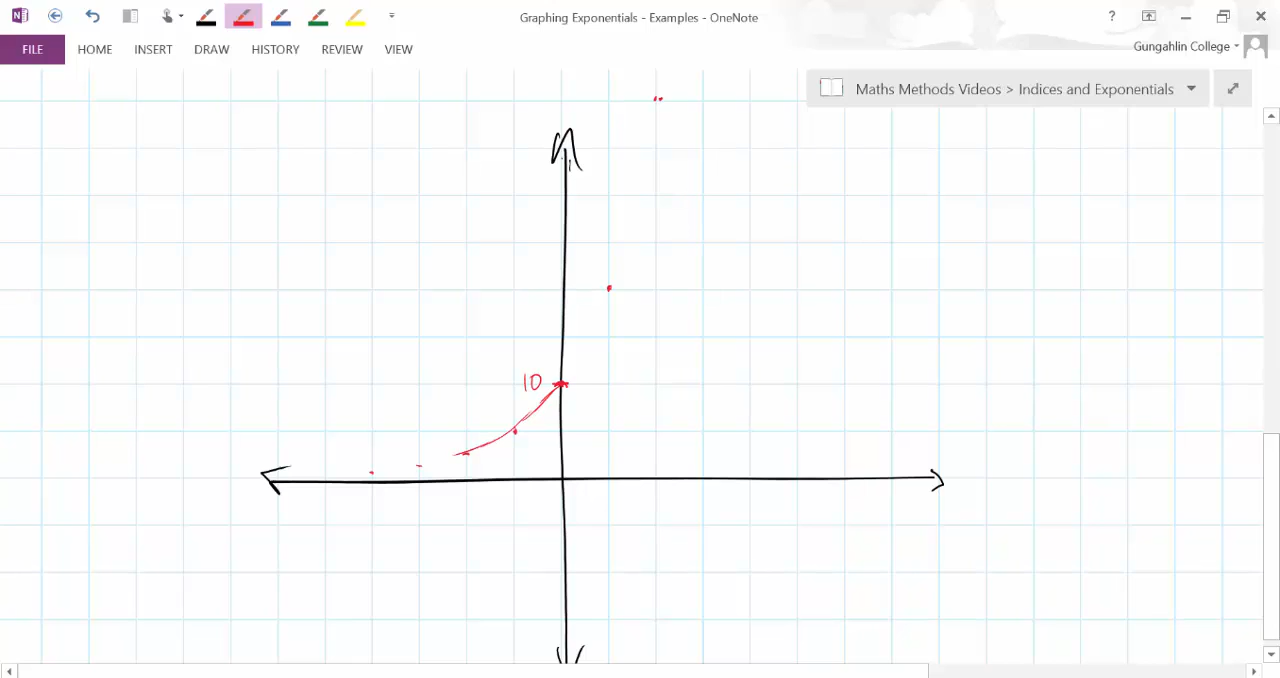 Graphing Exponentials - Examples - OneNote
FILE HOME INSERT DRAW HISTORY REVIEW VIEW
Gungahlin College
Maths Methods Videos > Indices and Exponentials
10